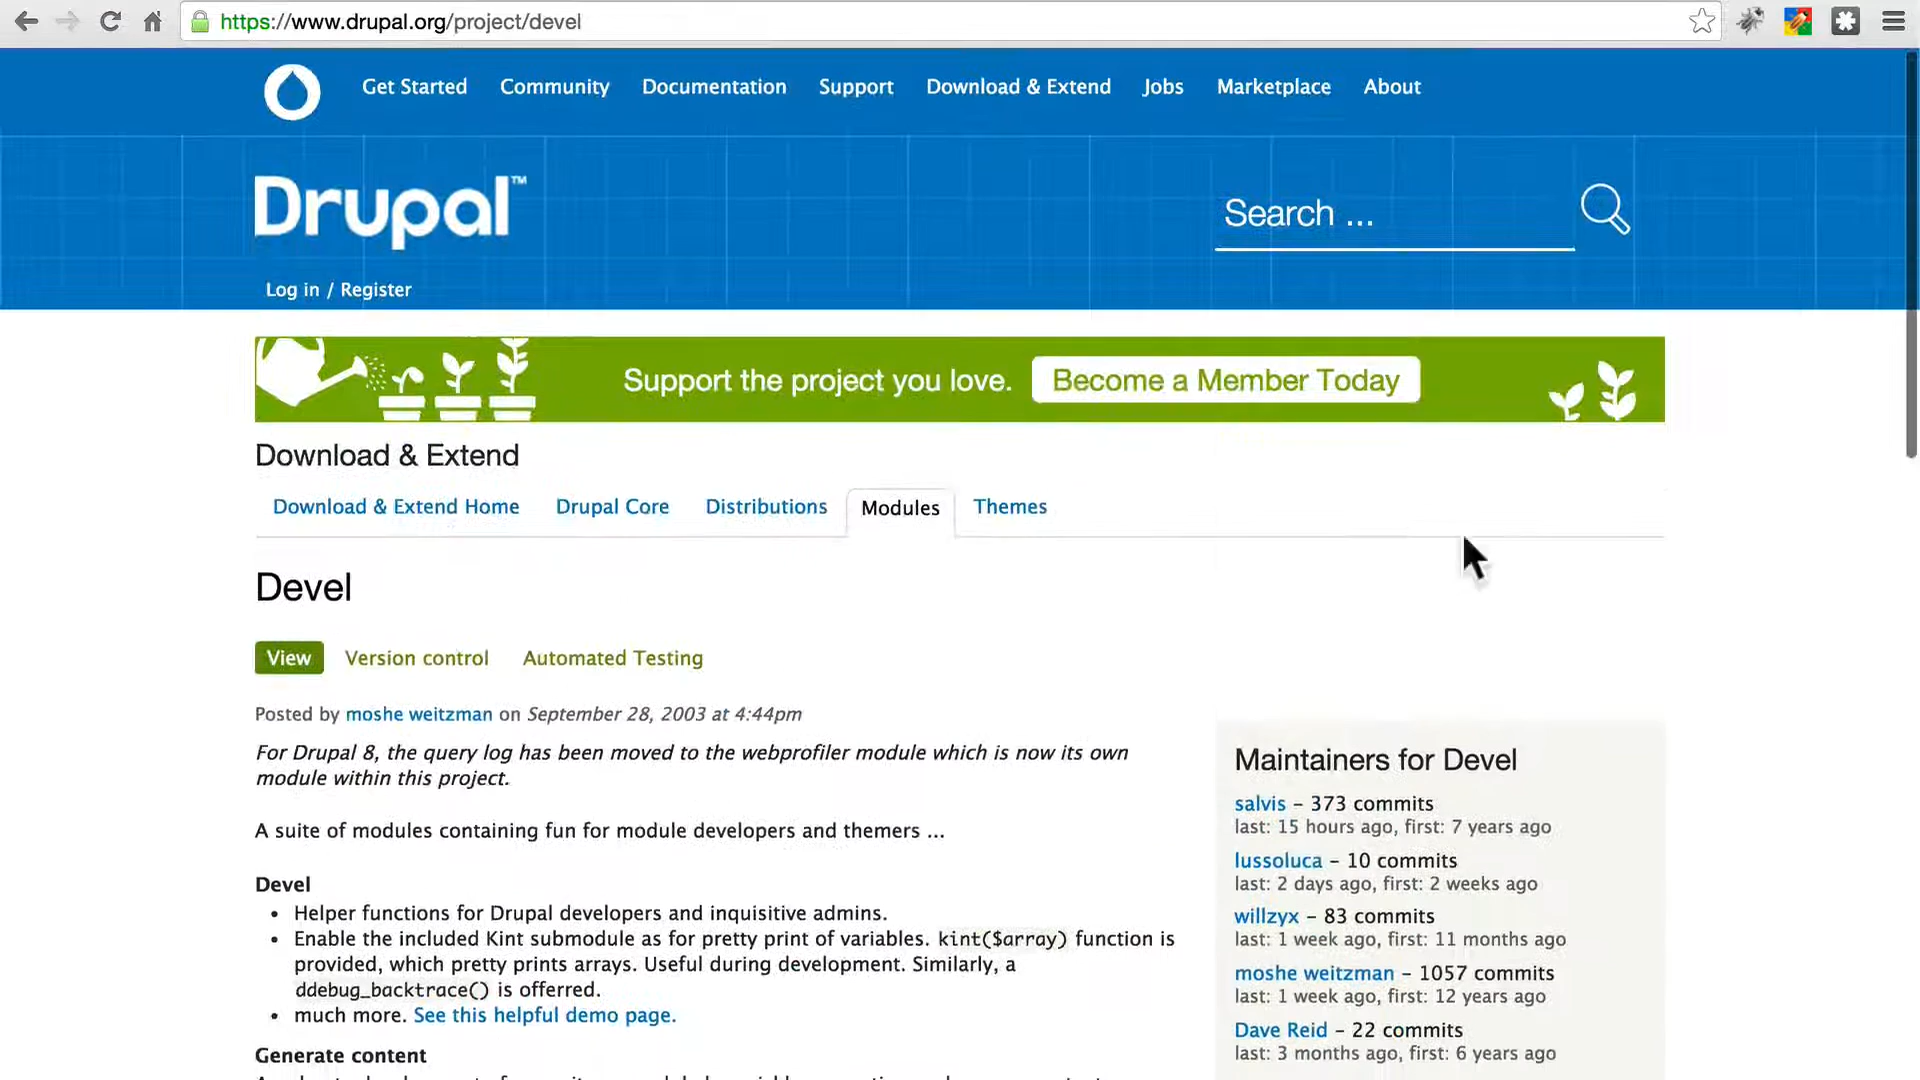 https://www.drupal.org/project/devel
Get Started Community Documentation Support Download & Extend Jobs Marketplace About
Drupal™
Search ...
Log in / Register
Support the project you love. Become a Member Today
Download & Extend
Download & Extend Home Drupal Core Distributions Modules Themes
Devel
View Version control Automated Testing
Posted by moshe weitzman on September 28, 2003 at 4:44pm
For Drupal 8, the query log has been moved to the webprofiler module which is now its own
module within this project.
A suite of modules containing fun for module developers and themers ...
Devel
• Helper functions for Drupal developers and inquisitive admins.
• Enable the included Kint submodule as for pretty print of variables. kint($array) function is
provided, which pretty prints arrays. Useful during development. Similarly, a
ddebug_backtrace() is offerred.
• much more. See this helpful demo page.
Generate content
Maintainers for Devel
salvis – 373 commits
last: 15 hours ago, first: 7 years ago
lussoluca – 10 commits
last: 2 days ago, first: 2 weeks ago
willzyx – 83 commits
last: 1 week ago, first: 11 months ago
moshe weitzman – 1057 commits
last: 1 week ago, first: 12 years ago
Dave Reid – 22 commits
last: 3 months ago, first: 6 years ago